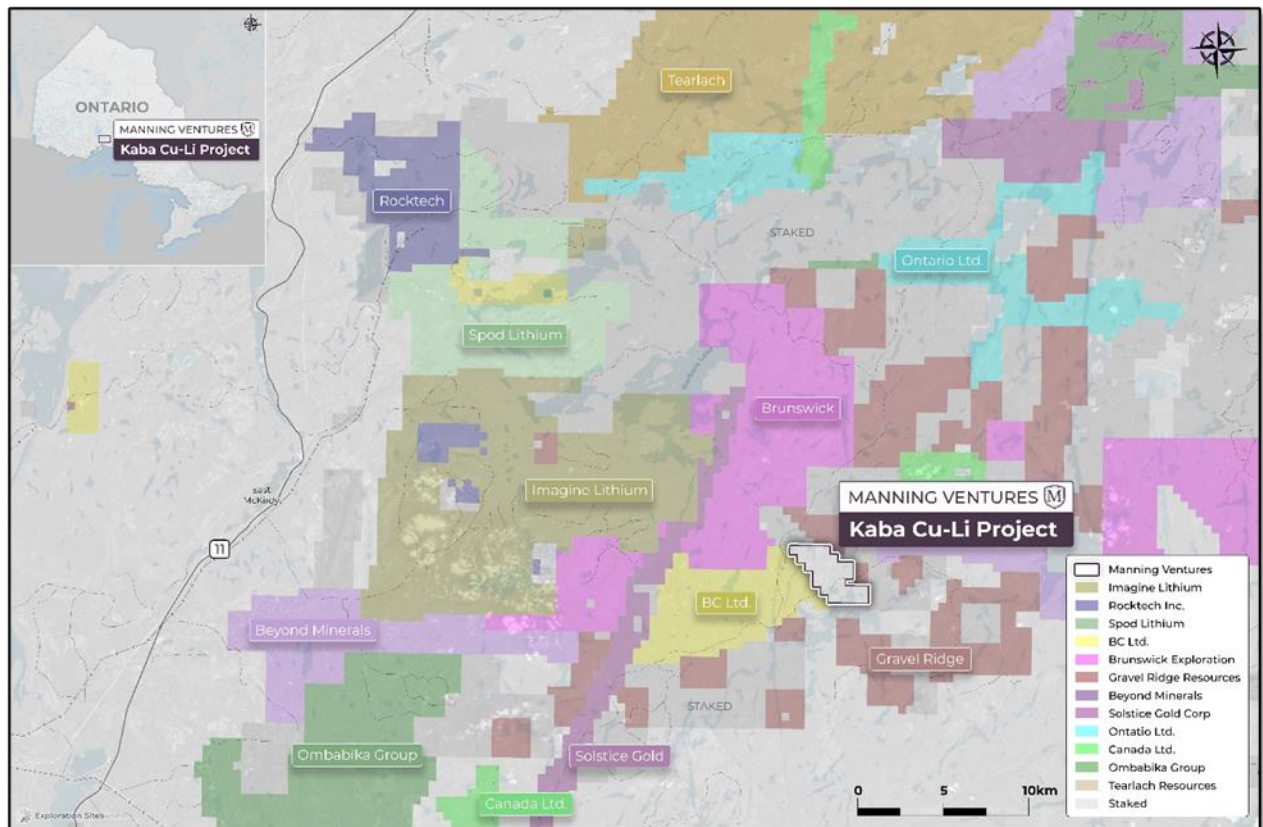 ONTARIO
MANNING VENTURES M
Kaba Cu-Li Project
Tearlach
Rocktech
STAKED
Ontario Ltd.
Spod Lithium
Brunswick
Imagine Lithium
East
11
MANNING VENTURES M
Kaba Cu-Li Project
BC Ltd.
Beyond Minerals
Gravel Ridge
STAKED
Ombabika Group
Solstice Gold
Canada Ltd.
Manning Ventures
Imagine Lithium
Rocktech Inc.
Spod Lithium
BC Ltd.
Brunswick Exploration
Gravel Ridge Resources
Beyond Minerals
Solstice Gold Corp
Ontatio Ltd.
Canada Ltd.
Ombabika Group
Tearlach Resources
Staked
0 5 10km
Exploration Sites